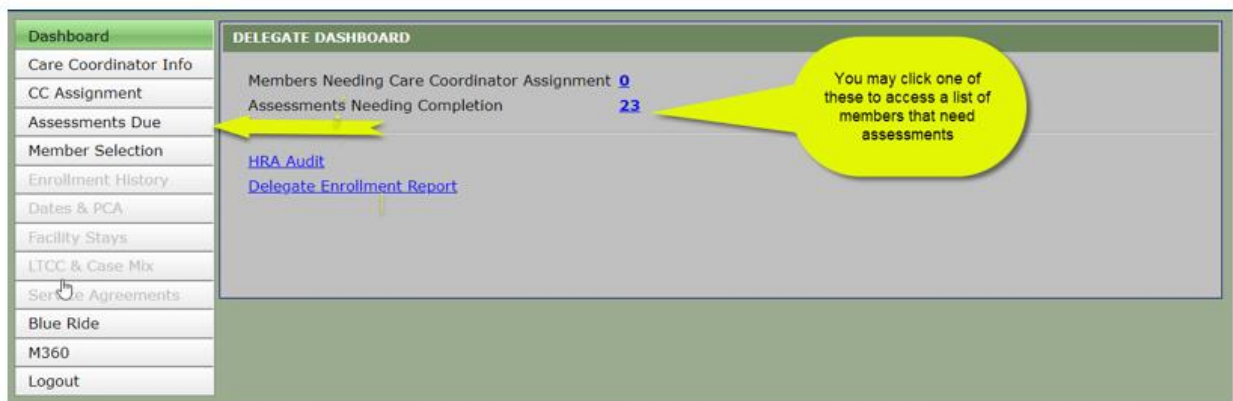 Dashboard
Care Coordinator Info
CC Assignment
Assessments Due
Member Selection
Enrollment History
Dates & PCA
Facility Stays
LTCC & Case Mix
Service Agreements
Blue Ride
M360
Logout
DELEGATE DASHBOARD
Members Needing Care Coordinator Assignment 0
Assessments Needing Completion 23
HRA Audit
Delegate Enrollment Report
You may click one of
these to access a list of
members that need
assessments